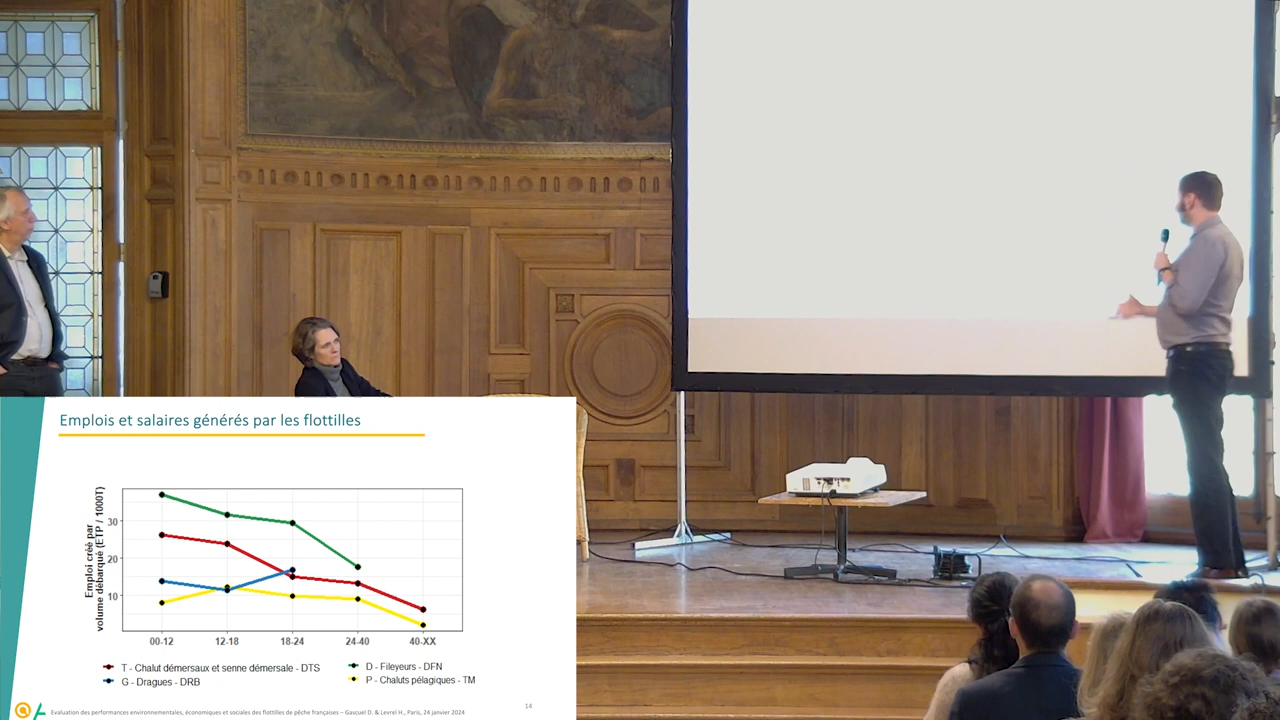 Emplois et salaires générés par les flottilles
Emploi créé par
volume débarqué (ETP / 1000T)
30
20
10
00-12
12-18
18-24
24-40
40-XX
T - Chalut démersaux et senne démersale - DTS
D - Fileyeurs - DFN
G - Dragues - DRB
P - Chaluts pélagiques - TM
Evaluation des performances environnementales, économiques et sociales des flottilles de pêche françaises – Gascuel D. & Levrel H., Paris, 24 janvier 2024
14